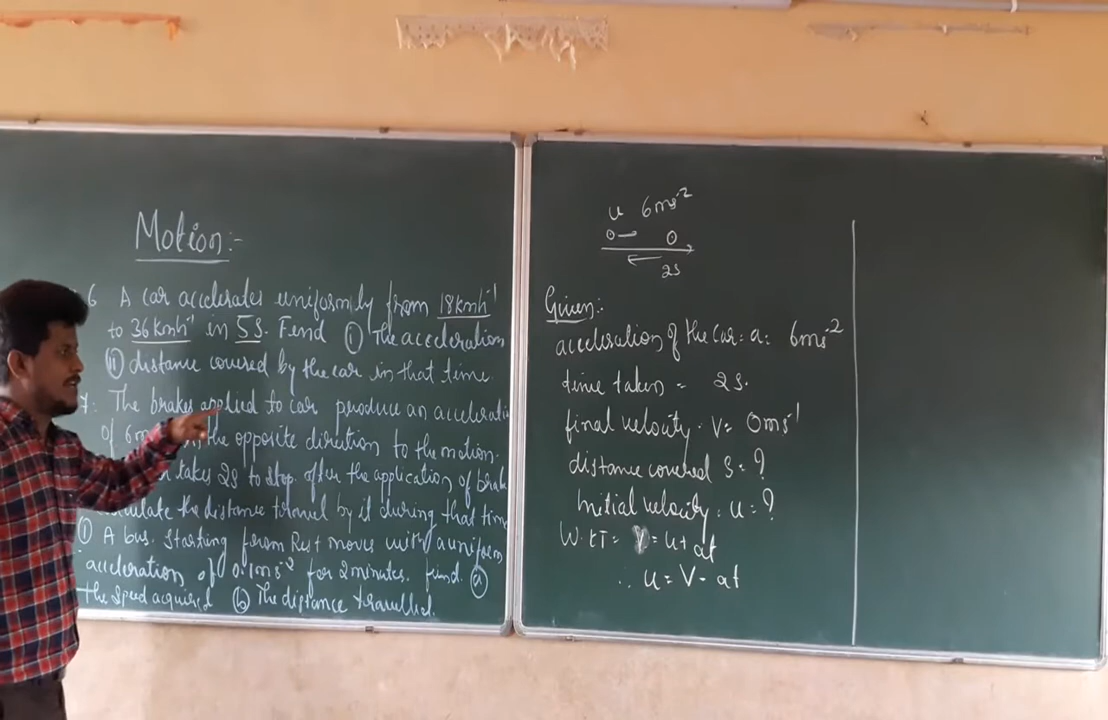 Motion:-
6 A car accelerates uniformly from 18kmh⁻¹
to 36kmh⁻¹ in 5s. Find (i) The acceleration
(ii) distance covered by the car in that time.
7. The brakes applied to car produce an accelerati
of 6m the opposite direction to the motion.
takes 2s to stop after the application of brake
the distance travel by it during that time
(1) A bus starting from Rest moves with a uniform
acceleration of 0.1ms⁻² for 2 minutes. find (a)
the speed acquired (b) The distance travelled.
u 6ms⁻²
2s
Given:-
acceleration of the car = a = 6ms⁻²
time taken = 2s.
final velocity = v = 0ms⁻¹
distance covered S = ?
Initial velocity = u = ?
W.KT = V = u + at
∴ u = V - at